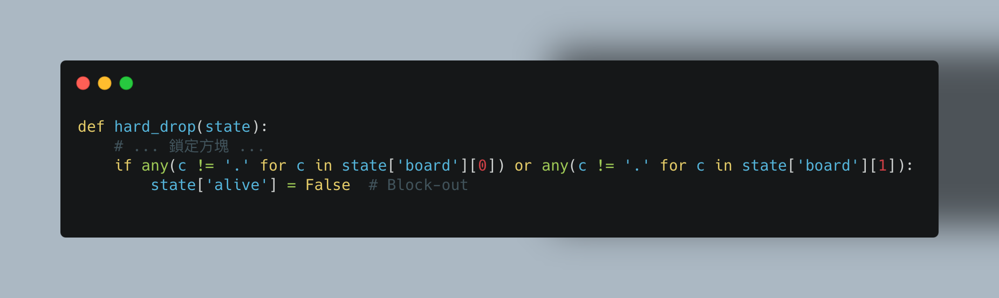 def hard_drop(state):
    # ... 鎖定方塊 ...
    if any(c != '.' for c in state['board'][0]) or any(c != '.' for c in state['board'][1]):
        state['alive'] = False  # Block-out